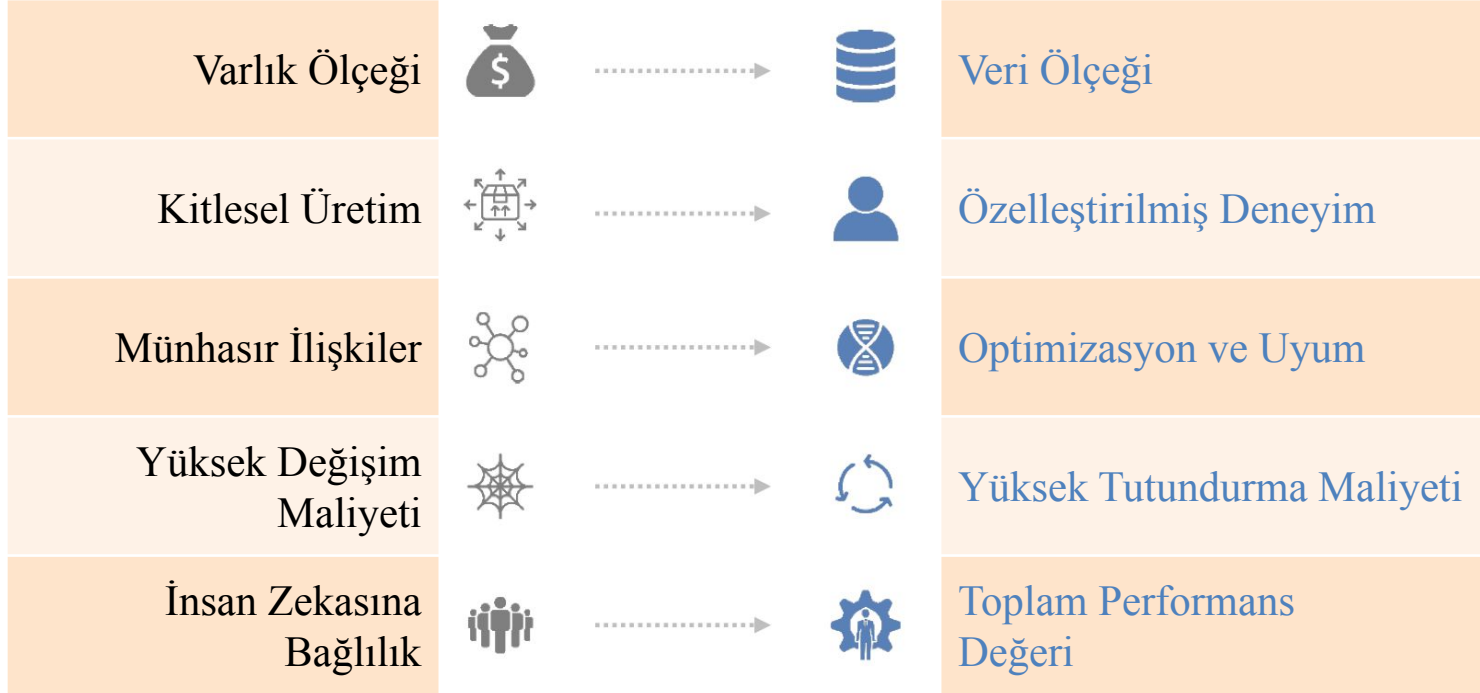 Varlık Ölçeği
$
Veri Ölçeği
Kitlesel Üretim
Özelleştirilmiş Deneyim
Münhasır İlişkiler
Optimizasyon ve Uyum
Yüksek Değişim
Maliyeti
Yüksek Tutundurma Maliyeti
İnsan Zekasına
Bağlılık
Toplam Performans
Değeri